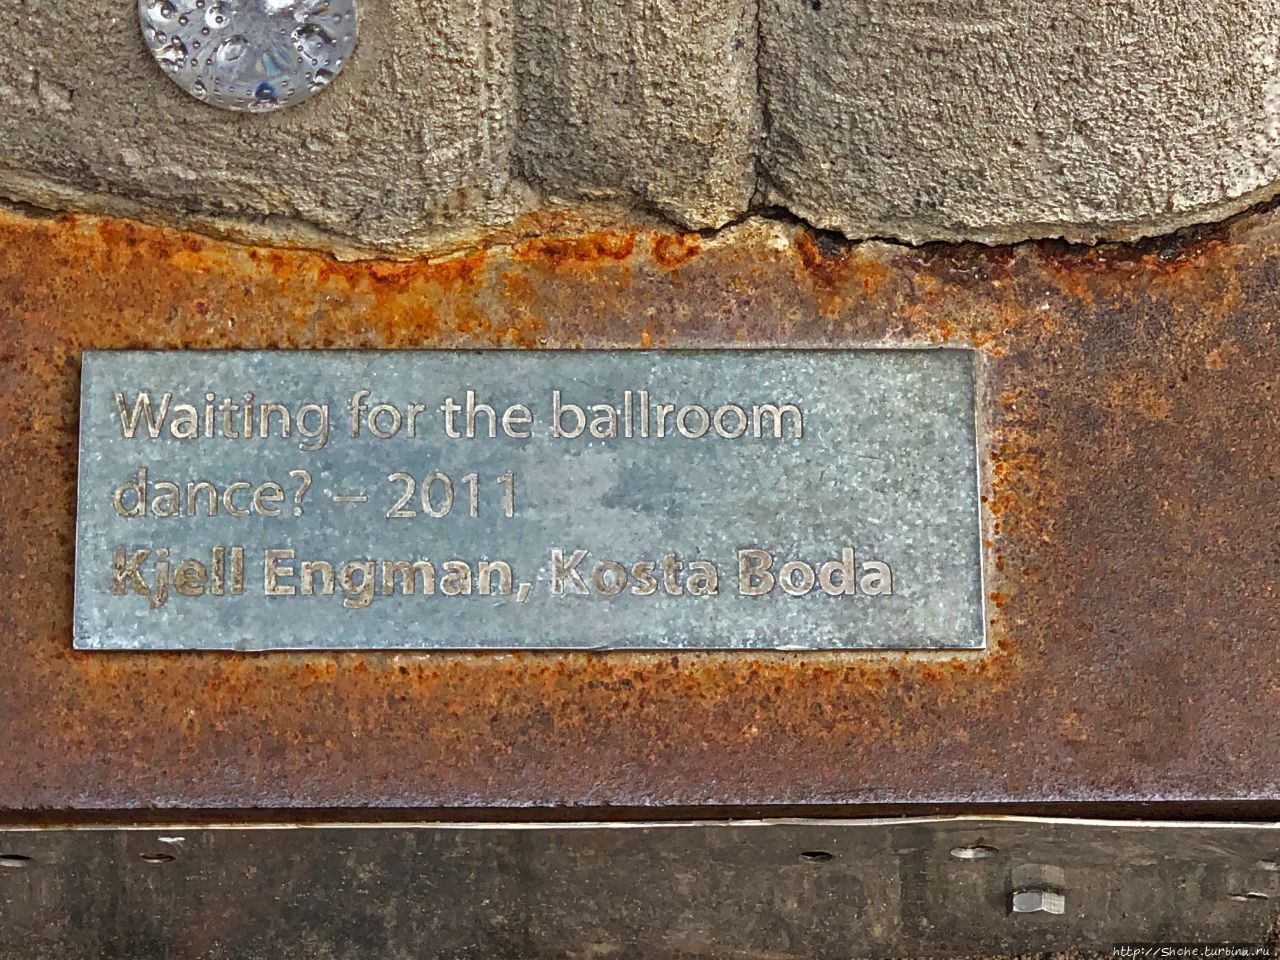 Waiting for the ballroom
dance? – 2011
Kjell Engman, Kosta Boda
http://Shche.turbina.ru